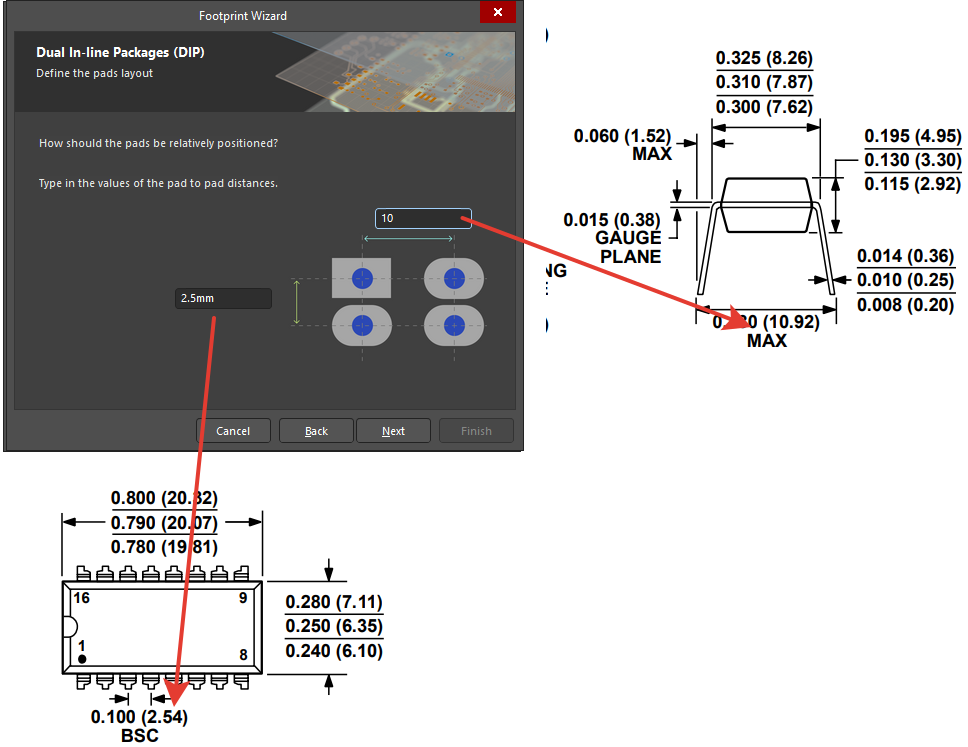 Footprint Wizard
Dual In-line Packages (DIP)
Define the pads layout
How should the pads be relatively positioned?
Type in the values of the pad to pad distances.
10
2.5mm
Cancel
Back
Next
Finish
0.325 (8.26)
0.310 (7.87)
0.300 (7.62)
0.060 (1.52)
MAX
0.195 (4.95)
0.130 (3.30)
0.115 (2.92)
0.015 (0.38)
GAUGE
PLANE
NG
0.014 (0.36)
0.010 (0.25)
0.008 (0.20)
(10.92)
MAX
0.800 (20.32)
0.790 (20.07)
0.780 (19.81)
16
9
1
8
0.280 (7.11)
0.250 (6.35)
0.240 (6.10)
0.100 (2.54)
BSC